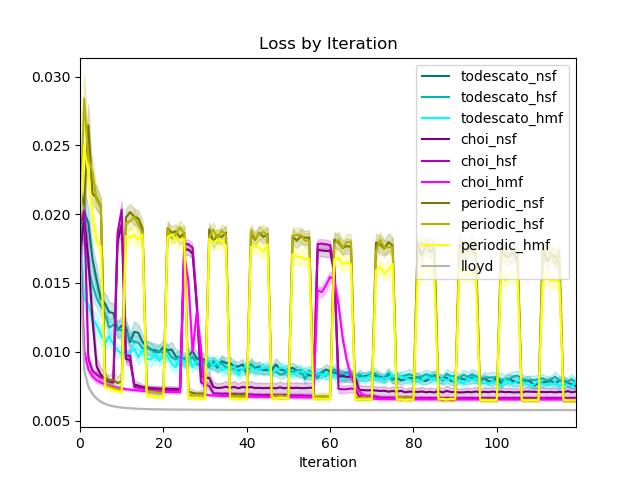 Loss by Iteration
0.030
0.025
0.020
0.015
0.010
0.005
0
20
40
60
80
100
Iteration
todescato_nsf
todescato_hsf
todescato_hmf
choi_nsf
choi_hsf
choi_hmf
periodic_nsf
periodic_hsf
periodic_hmf
lloyd